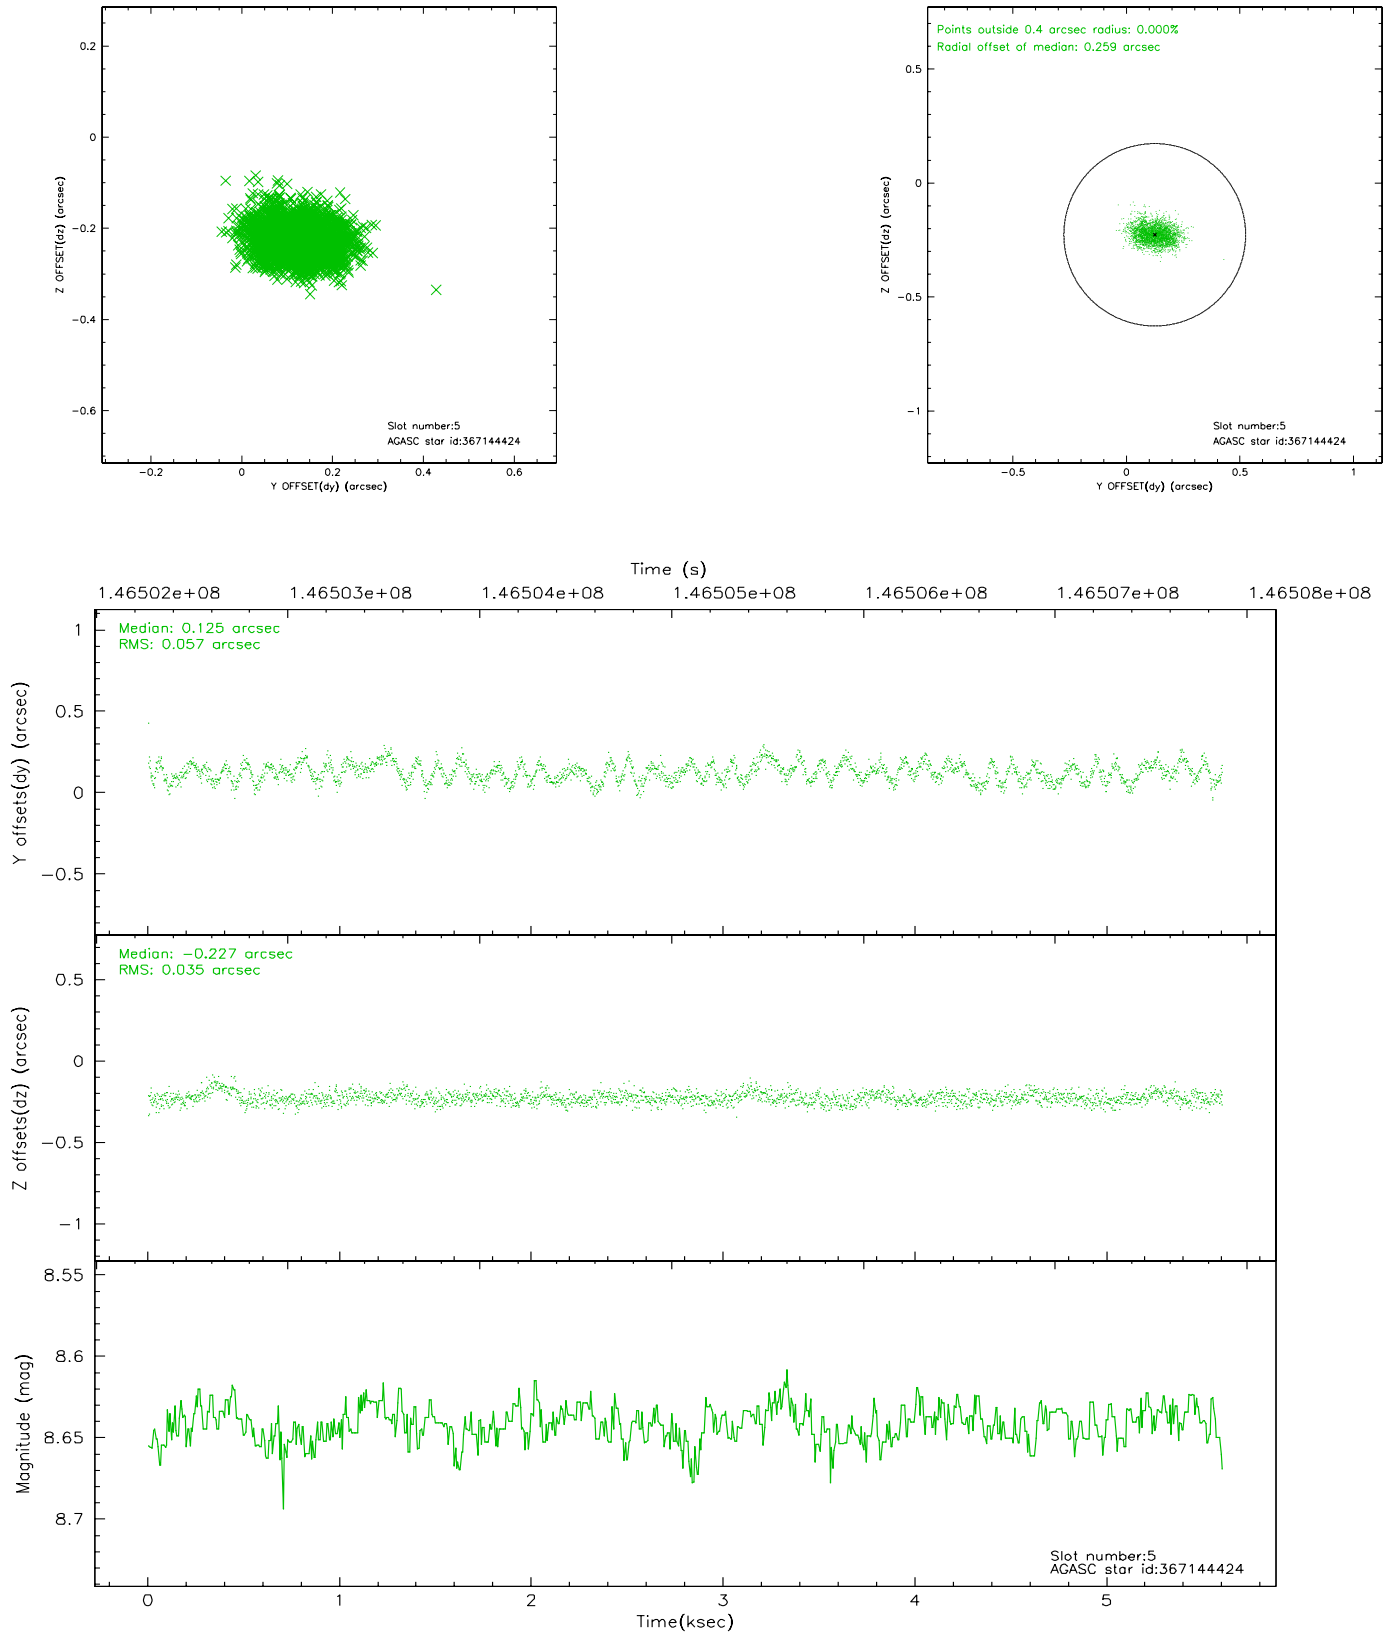 0.2
0
−0.2
−0.4
−0.6
Z OFFSET(dz) (arcsec)
Slot number:5
AGASC star id:367144424
−0.2 0 0.2 0.4 0.6
Y OFFSET(dy) (arcsec)
Points outside 0.4 arcsec radius: 0.000%
Radial offset of median: 0.259 arcsec
0.5
0
−0.5
−1
Z OFFSET(dz) (arcsec)
Slot number:5
AGASC star id:367144424
−0.5 0 0.5 1
Y OFFSET(dy) (arcsec)
Time (s)
1.46502e+08 1.46503e+08 1.46504e+08 1.46505e+08 1.46506e+08 1.46507e+08 1.46508e+08
Median: 0.125 arcsec
RMS: 0.057 arcsec
1
0.5
0
−0.5
Y offsets(dy) (arcsec)
Median: −0.227 arcsec
RMS: 0.035 arcsec
0.5
0
−0.5
−1
Z offsets(dz) (arcsec)
8.55
8.6
8.65
8.7
Magnitude (mag)
Slot number:5
AGASC star id:367144424
0 1 2 3 4 5
Time(ksec)